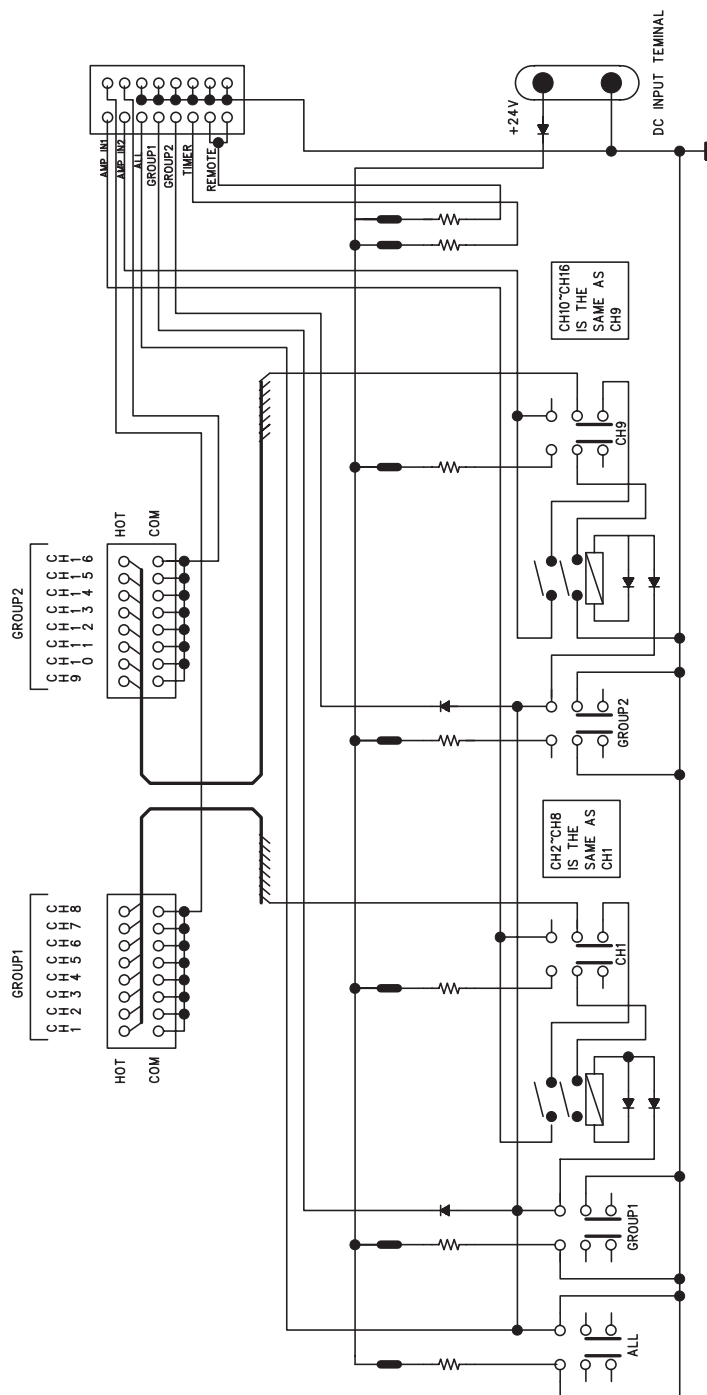 AMP IN1
AMP IN2
ALL
GROUP1
GROUP2
TIMER
REMOTE
+24V
DC INPUT TEMINAL
CH10~CH16
IS THE
SAME AS
CH9
CH9
GROUP2
CH9
CH10
CH11
CH12
CH13
CH14
CH15
CH16
HOT
COM
GROUP2
CH2~CH8
IS THE
SAME AS
CH1
GROUP1
CH1
CH2
CH3
CH4
CH5
CH6
CH7
CH8
HOT
COM
CH1
GROUP1
ALL